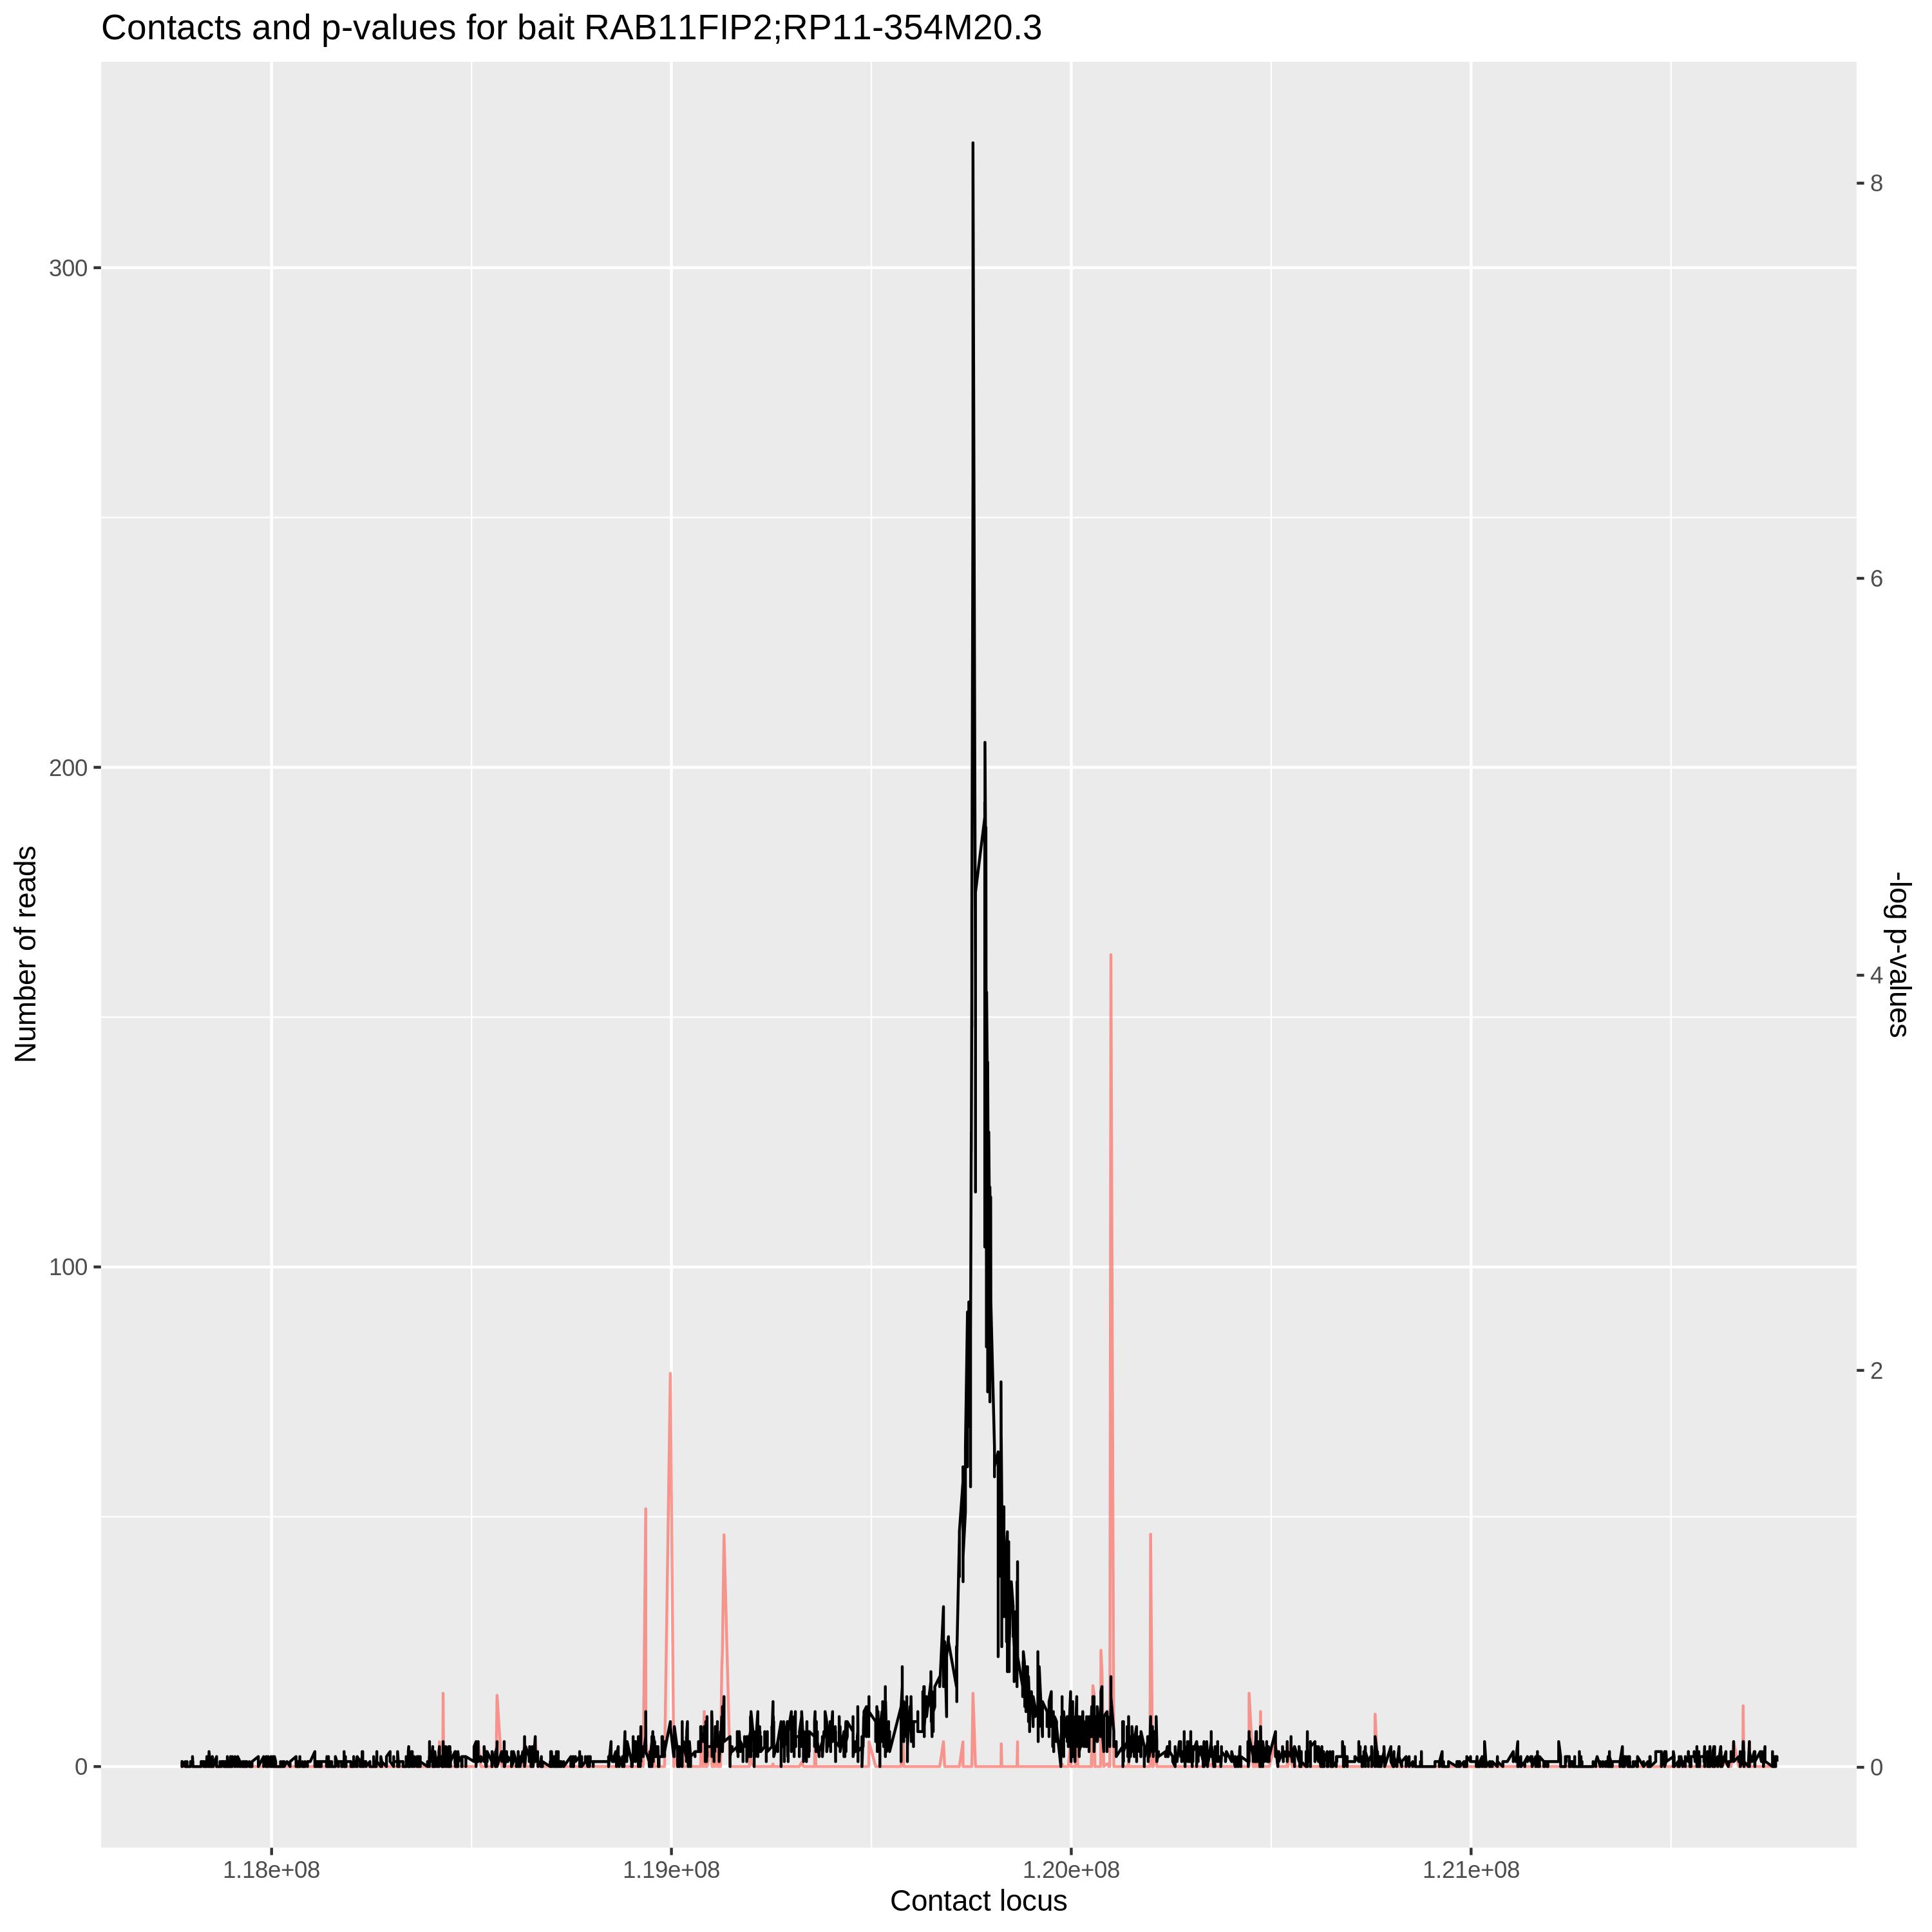 Contacts and p-values for bait RAB11FIP2;RP11-354M20.3
Number of reads
300
200
100
0
8
6
4
2
0
-log p-values
1.18e+08 1.19e+08 1.20e+08 1.21e+08
Contact locus